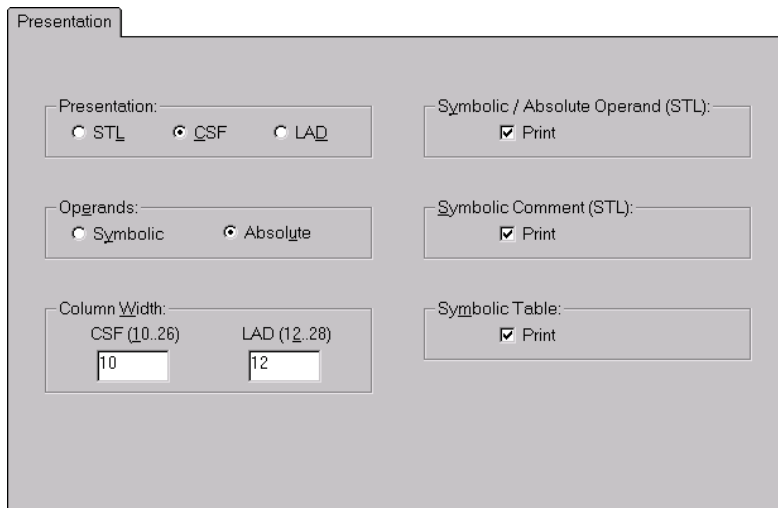 Presentation
Presentation:
STL CSF LAD
Operands:
Symbolic Absolute
Column Width:
CSF (10..26) LAD (12..28)
10 12
Symbolic / Absolute Operand (STL):
Print
Symbolic Comment (STL):
Print
Symbolic Table:
Print